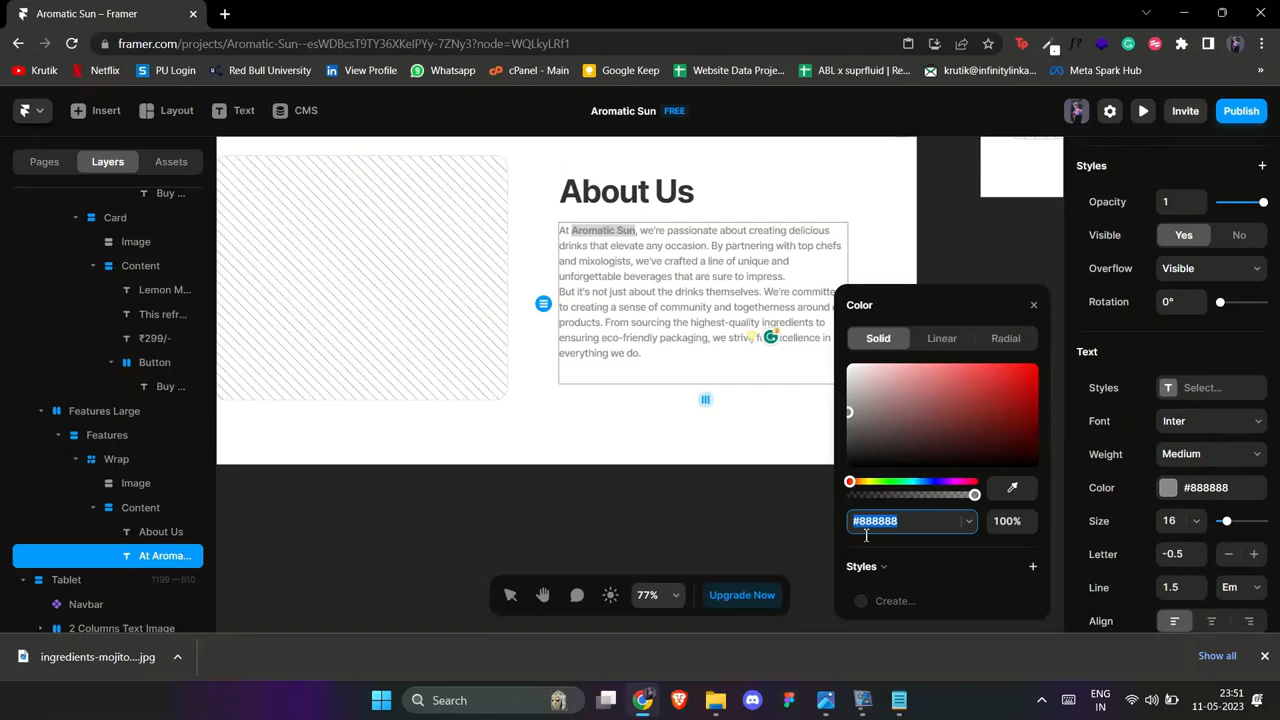 Aromatic Sun – Framer
framer.com/projects/Aromatic-Sun--esWDBcsT9TY36XKeIPYy-7ZNy3?node=WQLkyLRf1
Krutik
Netflix
PU Login
Red Bull University
View Profile
Whatsapp
cPanel - Main
Google Keep
Website Data Proje...
ABL x suprfluid | Re...
krutik@infinitylinka...
Meta Spark Hub
Insert
Layout
Text
CMS
Aromatic Sun FREE
Invite
Publish
Pages
Layers
Assets
Buy ...
Card
Image
Content
Lemon M...
This refr...
₹299/-
Button
Buy ...
Features Large
Features
Wrap
Image
Content
About Us
At Aroma...
Tablet 1199 — 810
Navbar
2 Columns Text Image
About Us
At Aromatic Sun, we're passionate about creating delicious
drinks that elevate any occasion. By partnering with top chefs
and mixologists, we've crafted a line of unique and
unforgettable beverages that are sure to impress.
But it's not just about the drinks themselves. We're committe
to creating a sense of community and togetherness around
products. From sourcing the highest-quality ingredients to
ensuring eco-friendly packaging, we strive f xcellence in
everything we do.
77%
Upgrade Now
Color
Solid
Linear
Radial
#888888
100%
Styles
Create...
Styles
Opacity
1
Visible
Yes
No
Overflow
Visible
Rotation
0°
Text
Styles
T
Select...
Font
Inter
Weight
Medium
Color
#888888
Size
16
Letter
-0.5
Line
1.5
Em
Align
ingredients-mojito....jpg
Show all
Search
ENG
IN
23:51
11-05-2023